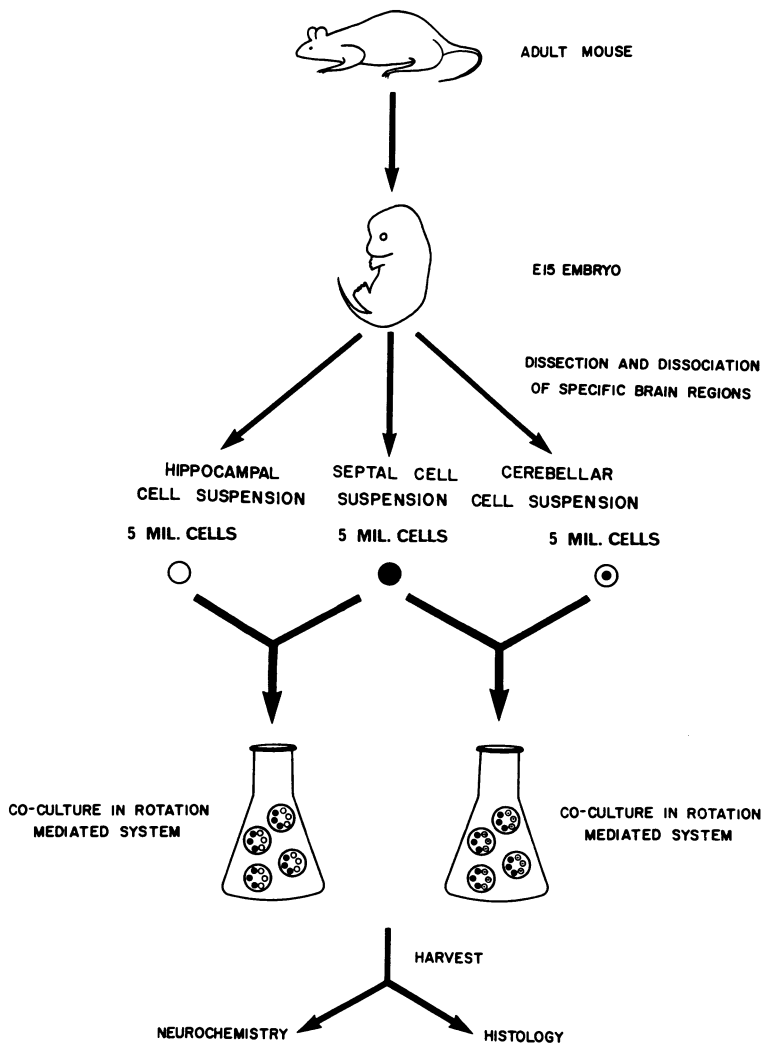 ADULT MOUSE
E15 EMBRYO
DISSECTION AND DISSOCIATION
OF SPECIFIC BRAIN REGIONS
HIPPOCAMPAL
CELL SUSPENSION
5 MIL. CELLS
SEPTAL CELL
SUSPENSION
5 MIL. CELLS
CEREBELLAR
CELL SUSPENSION
5 MIL. CELLS
CO-CULTURE IN ROTATION
MEDIATED SYSTEM
CO-CULTURE IN ROTATION
MEDIATED SYSTEM
HARVEST
NEUROCHEMISTRY
HISTOLOGY